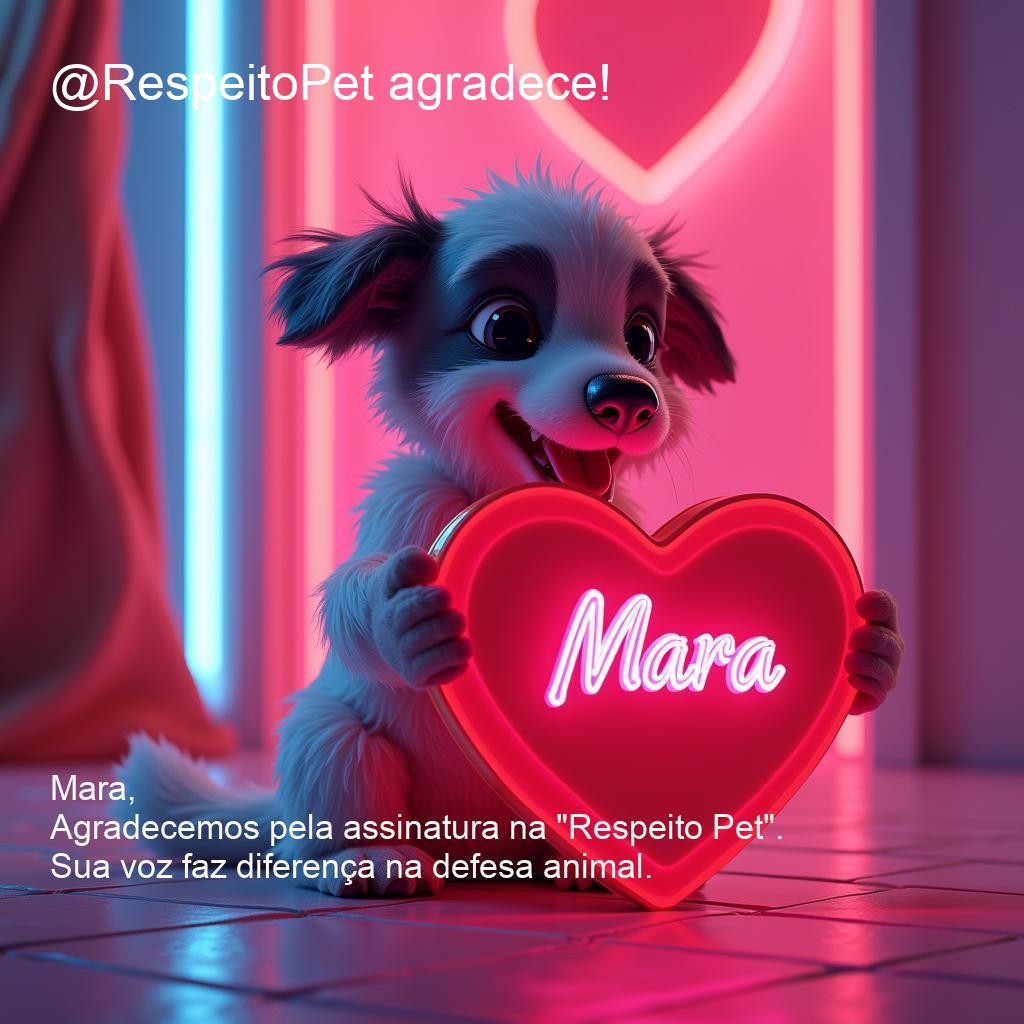 @RespeitoPet agradece!
Mara
Mara,
Agradecemos pela assinatura na "Respeito Pet".
Sua voz faz diferença na defesa animal.